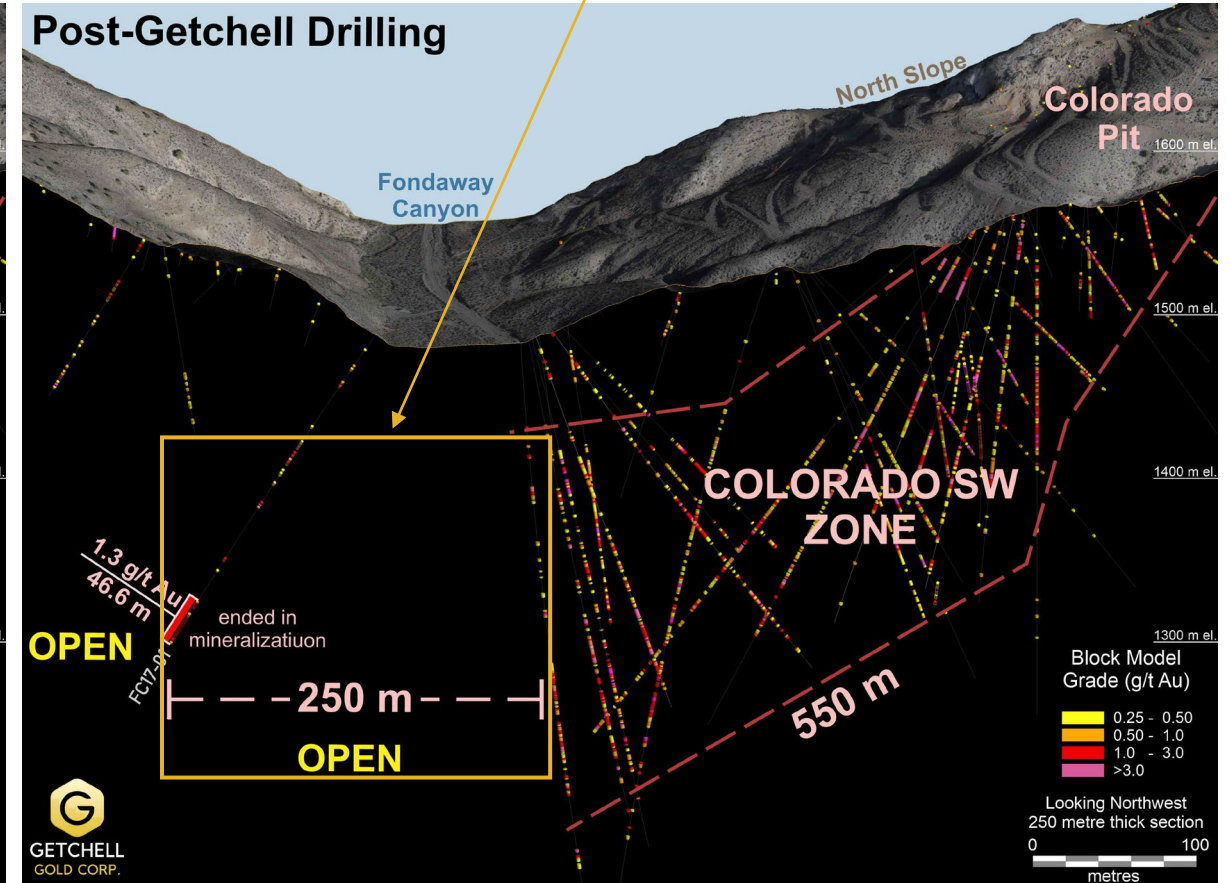 Post-Getchell Drilling
North Slope
Colorado
Pit
1600 m el.
Fondaway
Canyon
1500 m el.
COLORADO SW
ZONE
1400 m el.
1.3 g/t Au
46.6 m
ended in
mineralizatiuon
OPEN
FC17-01
250 m
OPEN
550 m
1300 m el.
Block Model
Grade (g/t Au)
0.25 - 0.50
0.50 - 1.0
1.0 - 3.0
>3.0
Looking Northwest
250 metre thick section
0 100
metres
G
GETCHELL
GOLD CORP.